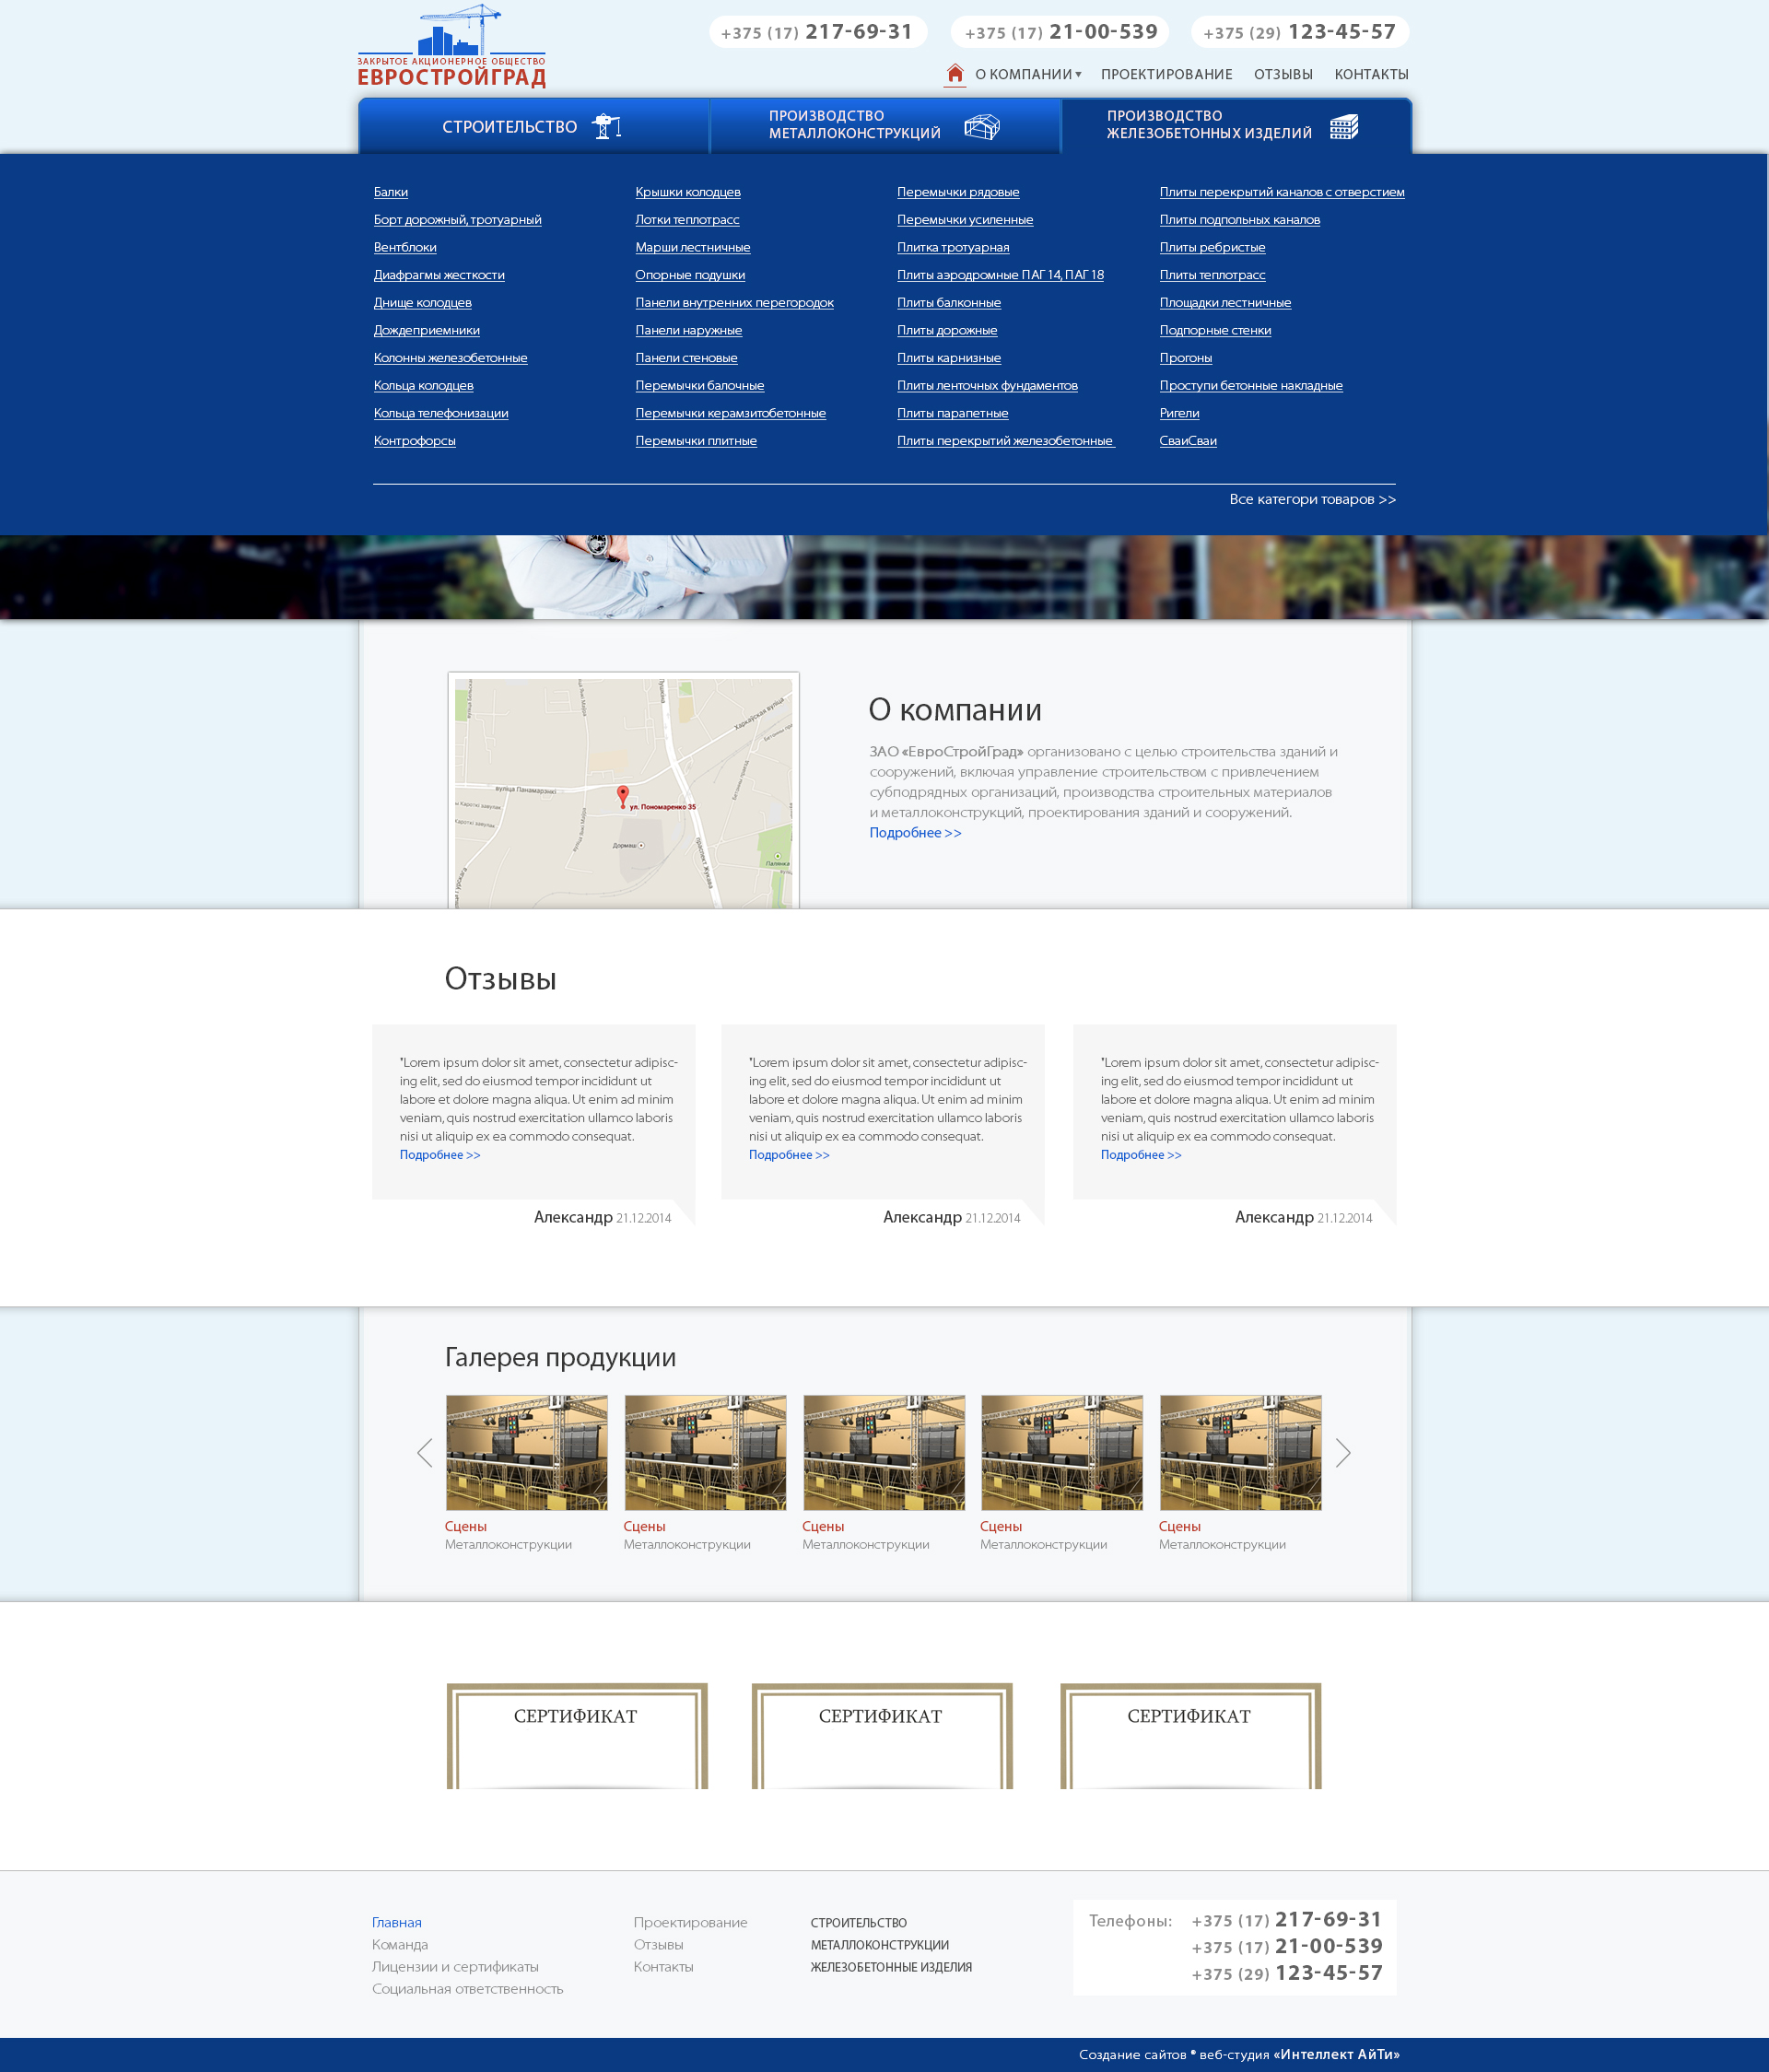 ЗАКРЫТОЕ АКЦИОНЕРНОЕ ОБЩЕСТВО
ЕВРОСТРОЙГРАД
+375 (17) 217-69-31
+375 (17) 21-00-539
+375 (29) 123-45-57
О КОМПАНИИ
ПРОЕКТИРОВАНИЕ
ОТЗЫВЫ
КОНТАКТЫ
СТРОИТЕЛЬСТВО
ПРОИЗВОДСТВО
МЕТАЛЛОКОНСТРУКЦИЙ
ПРОИЗВОДСТВО
ЖЕЛЕЗОБЕТОННЫХ ИЗДЕЛИЙ
Балки
Борт дорожный, тротуарный
Вентблоки
Диафрагмы жесткости
Днище колодцев
Дождеприемники
Колонны железобетонные
Кольца колодцев
Кольца телефонизации
Контрофорсы
Крышки колодцев
Лотки теплотрасс
Марши лестничные
Опорные подушки
Панели внутренних перегородок
Панели наружные
Панели стеновые
Перемычки балочные
Перемычки керамзитобетонные
Перемычки плитные
Перемычки рядовые
Перемычки усиленные
Плитка тротуарная
Плиты аэродромные ПАГ 14, ПАГ 18
Плиты балконные
Плиты дорожные
Плиты карнизные
Плиты ленточных фундаментов
Плиты парапетные
Плиты перекрытий железобетонные
Плиты перекрытий каналов с отверстием
Плиты подпольных каналов
Плиты ребристые
Плиты теплотрасс
Площадки лестничные
Подпорные стенки
Прогоны
Проступи бетонные накладные
Ригели
СваиСваи
Все категори товаров >>
Харкаўская вуліца
вуліца Панамарэнкі
ул. Пономаренко 35
Дормаш
праспект Жукава
О компании
ЗАО «ЕвроСтройГрад» организовано с целью строительства зданий и
сооружений, включая управление строительством с привлечением
субподрядных организаций, производства строительных материалов
и металлоконструкций, проектирования зданий и сооружений.
Подробнее >>
Отзывы
"Lorem ipsum dolor sit amet, consectetur adipisc-
ing elit, sed do eiusmod tempor incididunt ut
labore et dolore magna aliqua. Ut enim ad minim
veniam, quis nostrud exercitation ullamco laboris
nisi ut aliquip ex ea commodo consequat.
Подробнее >>
Александр 21.12.2014
"Lorem ipsum dolor sit amet, consectetur adipisc-
ing elit, sed do eiusmod tempor incididunt ut
labore et dolore magna aliqua. Ut enim ad minim
veniam, quis nostrud exercitation ullamco laboris
nisi ut aliquip ex ea commodo consequat.
Подробнее >>
Александр 21.12.2014
"Lorem ipsum dolor sit amet, consectetur adipisc-
ing elit, sed do eiusmod tempor incididunt ut
labore et dolore magna aliqua. Ut enim ad minim
veniam, quis nostrud exercitation ullamco laboris
nisi ut aliquip ex ea commodo consequat.
Подробнее >>
Александр 21.12.2014
Галерея продукции
Сцены
Металлоконструкции
Сцены
Металлоконструкции
Сцены
Металлоконструкции
Сцены
Металлоконструкции
Сцены
Металлоконструкции
СЕРТИФИКАТ
СЕРТИФИКАТ
СЕРТИФИКАТ
Главная
Команда
Лицензии и сертификаты
Социальная ответственность
Проектирование
Отзывы
Контакты
СТРОИТЕЛЬСТВО
МЕТАЛЛОКОНСТРУКЦИИ
ЖЕЛЕЗОБЕТОННЫЕ ИЗДЕЛИЯ
Телефоны: +375 (17) 217-69-31
+375 (17) 21-00-539
+375 (29) 123-45-57
Создание сайтов ® веб-студия «Интеллект АйТи»